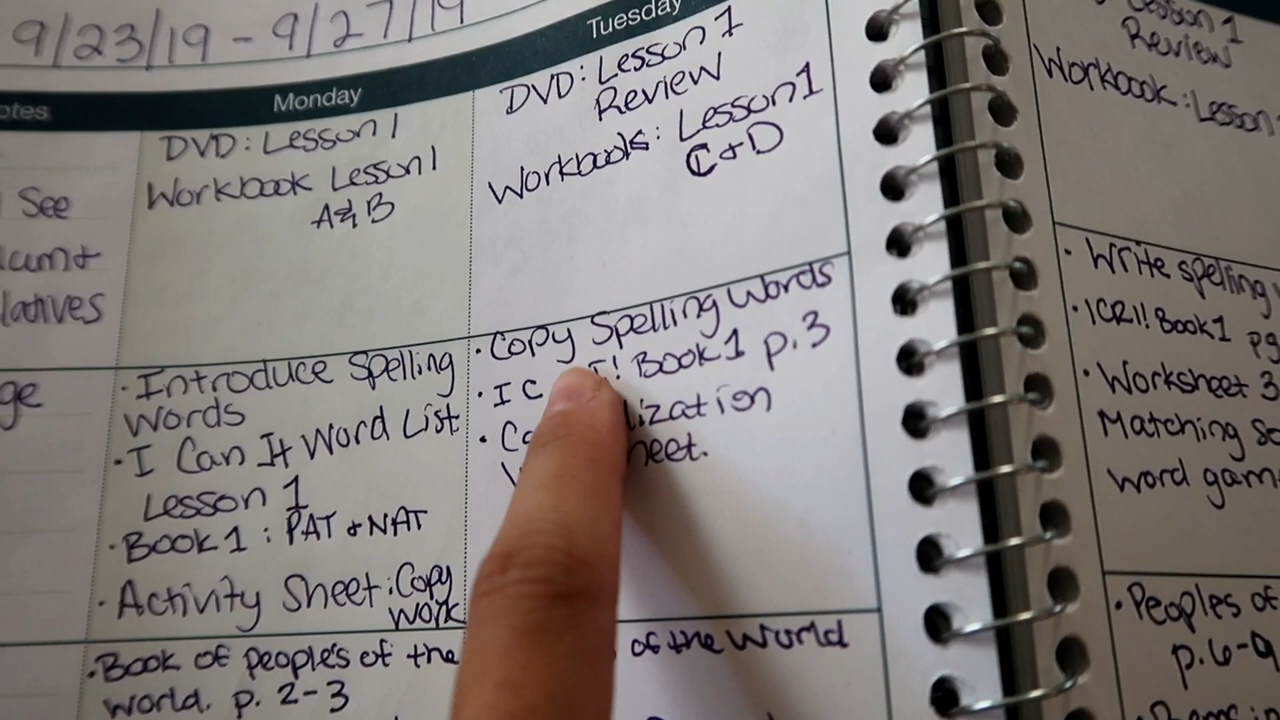 9/23/19 - 9/27/19
otes
Monday
Tuesday
See
DVD: Lesson 1
Workbook Lesson 1
A & B
DVD: Lesson 1
Review
Workbook: Lesson 1
C & D
Lesson 1
Review
Workbook: Lesson
· Introduce Spelling
Words
· I Can It Word List
Lesson 1
· Book 1 : PAT & NAT
· Activity Sheet: Copy
work
· Copy Spelling Words
· I C I! Book 1 p. 3
lization
heet.
· Write spelling
· ICRI! Book 1 pg
· Worksheet 3
Matching
word gam
· Book of people's of the
world. p. 2-3
of the world
· Peoples of
p. 6-9